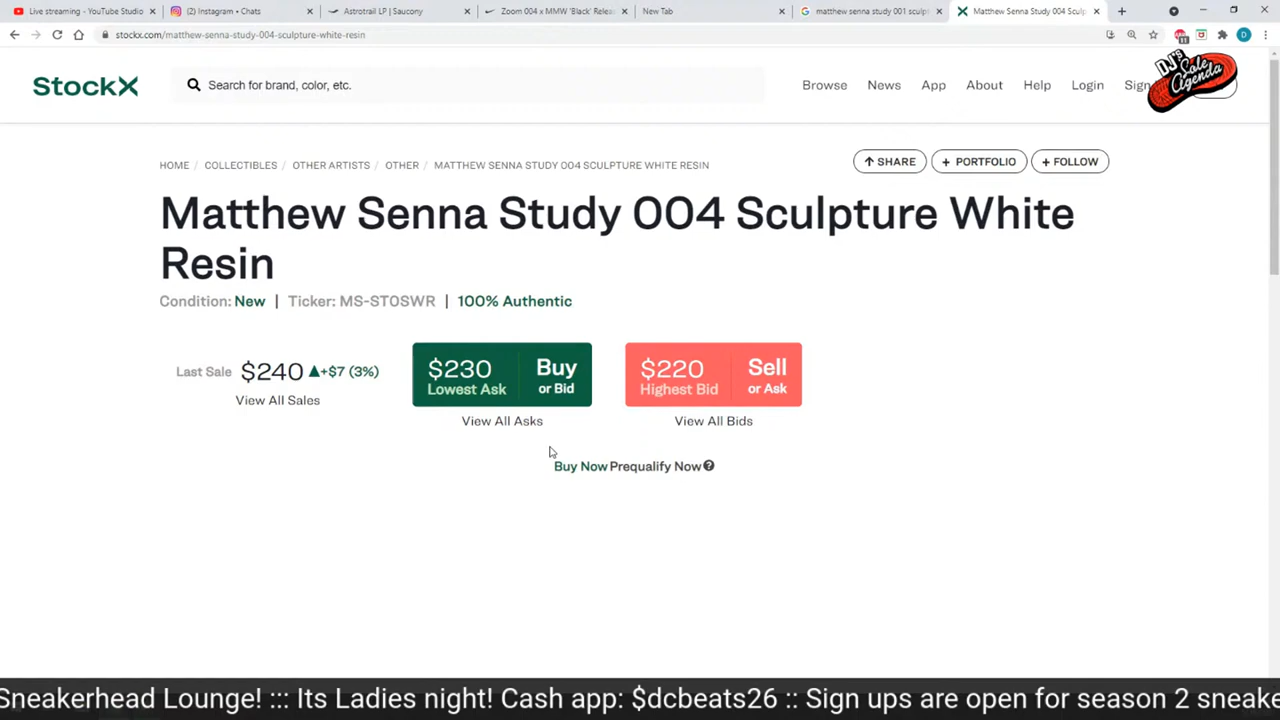 Live streaming - YouTube Studio
(2) Instagram • Chats
Astrotrail LP | Saucony
Zoom 004 x MMW 'Black' Releas
New Tab
matthew senna study 001 sculpt
Matthew Senna Study 004 Sculp
stockx.com/matthew-senna-study-004-sculpture-white-resin
11
D
StockX
Search for brand, color, etc.
Browse
News
App
About
Help
Login
Sign
DJ's
Sole
Agenda
HOME / COLLECTIBLES / OTHER ARTISTS / OTHER / MATTHEW SENNA STUDY 004 SCULPTURE WHITE RESIN
SHARE
+ PORTFOLIO
+ FOLLOW
Matthew Senna Study 004 Sculpture White
Resin
Condition: New | Ticker: MS-STOSWR | 100% Authentic
Last Sale $240 ▲+$7 (3%)
View All Sales
$230 Buy
Lowest Ask or Bid
View All Asks
$220 Sell
Highest Bid or Ask
View All Bids
Buy Now Prequalify Now ?
Sneakerhead Lounge! ::: Its Ladies night! Cash app: $dcbeats26 :: Sign ups are open for season 2 sneake